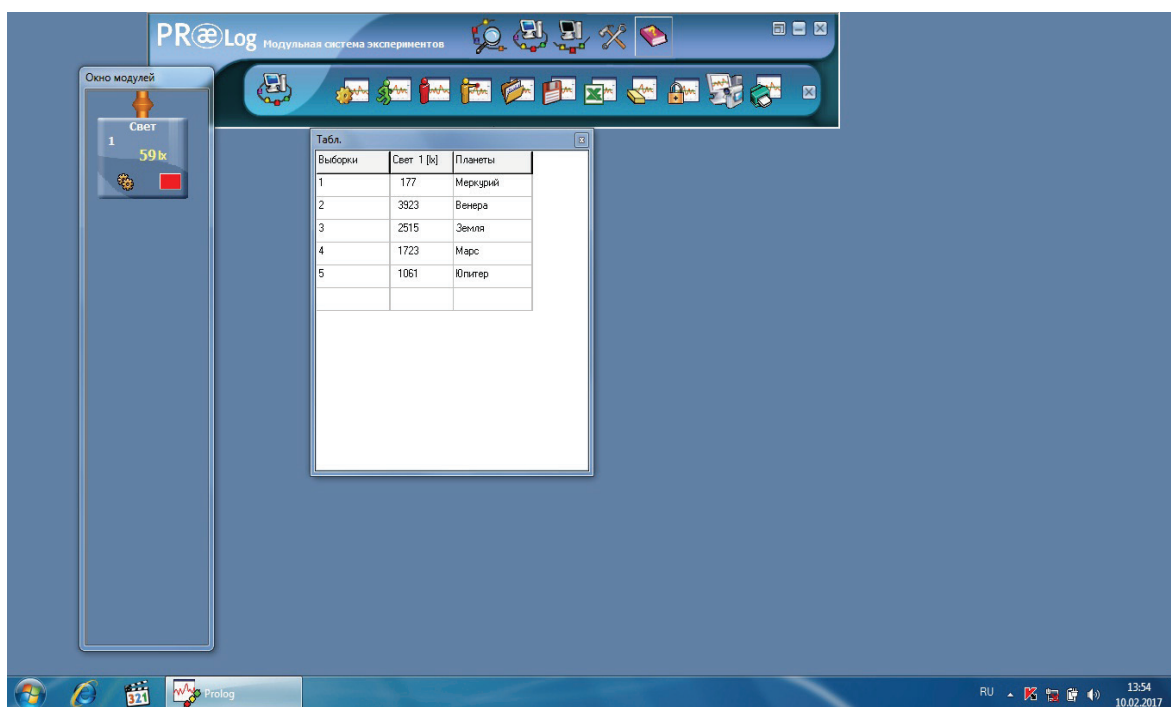 PRæLog Модульная система экспериментов
Окно модулей
Свет
1
59 lx
Табл.
Выборки Свет 1 [lx] Планеты
1 177 Меркурий
2 3923 Венера
3 2515 Земля
4 1723 Марс
5 1061 Юпитер
321 Prolog
RU 13:54
10.02.2017